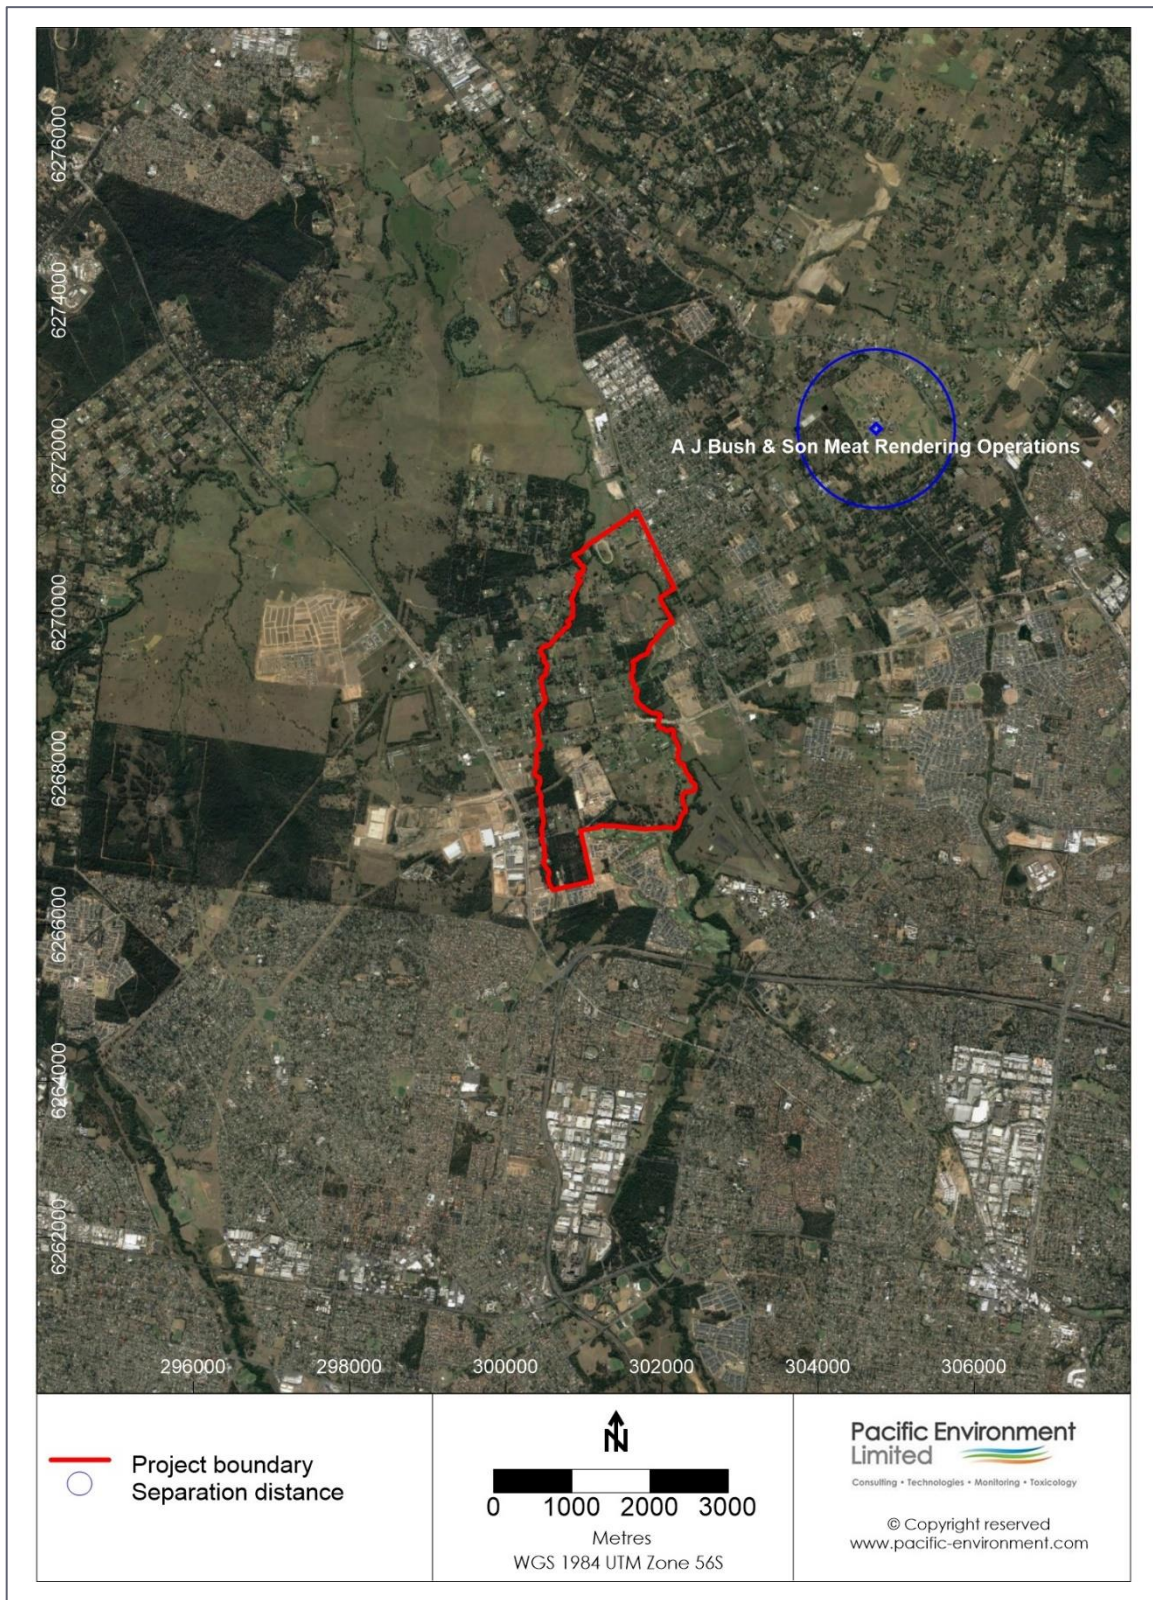 6276000
6274000
6272000
6270000
6268000
6266000
6264000
6262000
A J Bush & Son Meat Rendering Operations
296000 298000 300000 302000 304000 306000
Project boundary
Separation distance
N
0 1000 2000 3000
Metres
WGS 1984 UTM Zone 56S
Pacific Environment
Limited
Consulting • Technologies • Monitoring • Toxicology
© Copyright reserved
www.pacific-environment.com